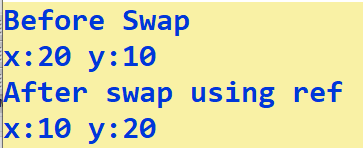 Before Swap
x:20 y:10
After swap using ref
x:10 y:20